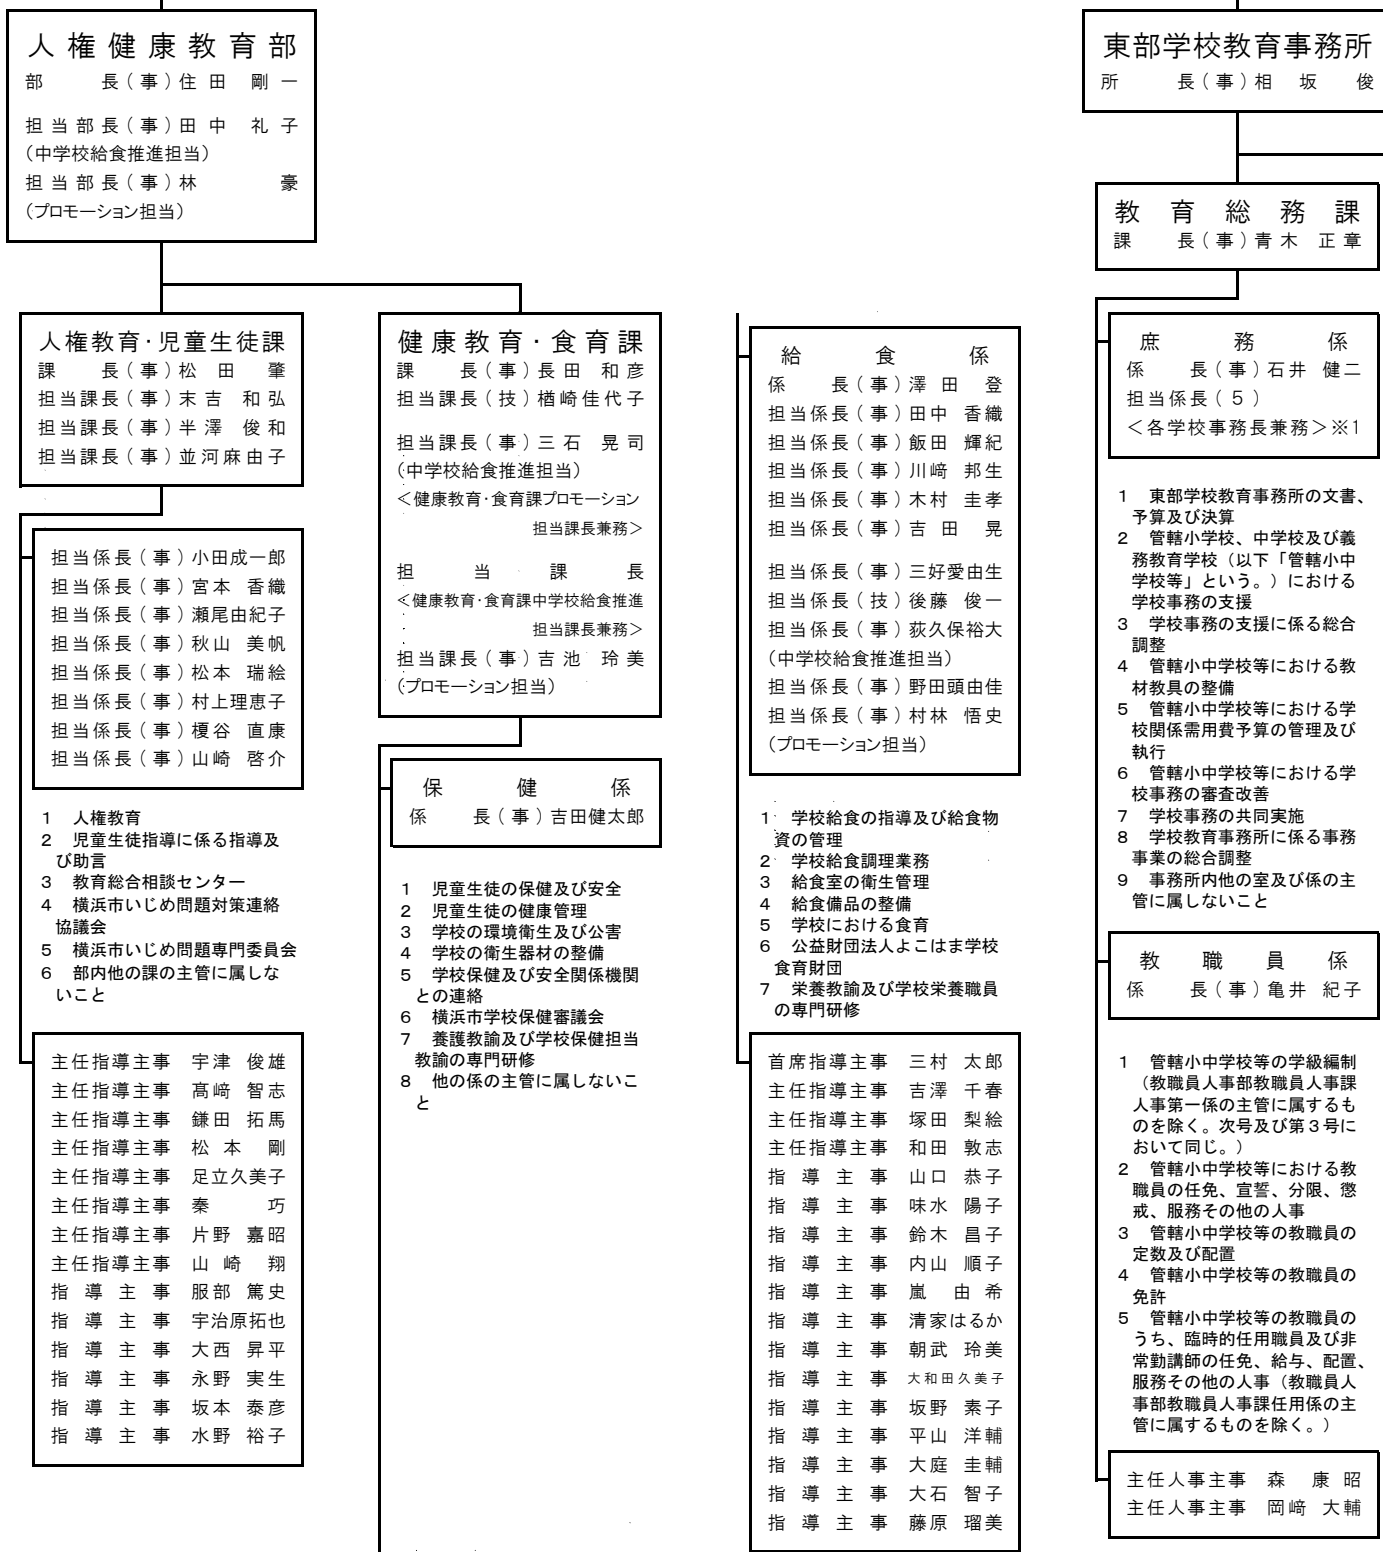 人権健康教育部
部長(事)住田 剛一
担当部長(事)田中 礼子
(中学校給食推進担当)
担当部長(事)林 豪
(プロモーション担当)
人権教育・児童生徒課
課長(事)松田 肇
担当課長(事)末吉 和弘
担当課長(事)半澤 俊和
担当課長(事)並河麻由子
担当係長(事)小田成一郎
担当係長(事)宮本 香織
担当係長(事)瀬尾由紀子
担当係長(事)秋山 美帆
担当係長(事)松本 瑞絵
担当係長(事)村上理恵子
担当係長(事)榎谷 直康
担当係長(事)山崎 啓介
1 人権教育
2 児童生徒指導に係る指導及
び助言
3 教育総合相談センター
4 横浜市いじめ問題対策連絡
協議会
5 横浜市いじめ問題専門委員会
6 部内他の課の主管に属しな
いこと
主任指導主事 宇津 俊雄
主任指導主事 髙﨑 智志
主任指導主事 鎌田 拓馬
主任指導主事 松本 剛
主任指導主事 足立久美子
主任指導主事 秦 巧
主任指導主事 片野 嘉昭
主任指導主事 山崎 翔
指導主事 服部 篤史
指導主事 宇治原拓也
指導主事 大西 昇平
指導主事 永野 実生
指導主事 坂本 泰彦
指導主事 水野 裕子
健康教育・食育課
課長(事)長田 和彦
担当課長(技)楢崎佳代子
担当課長(事)三石 晃司
(中学校給食推進担当)
<健康教育・食育課プロモーション
担当課長兼務>
担当課長
<健康教育・食育課中学校給食推進
担当課長兼務>
担当課長(事)吉池 玲美
(プロモーション担当)
保健係
係長(事)吉田健太郎
1 児童生徒の保健及び安全
2 児童生徒の健康管理
3 学校の環境衛生及び公害
4 学校の衛生器材の整備
5 学校保健及び安全関係機関
との連絡
6 横浜市学校保健審議会
7 養護教諭及び学校保健担当
教諭の専門研修
8 他の係の主管に属しないこ
と
給食係
係長(事)澤田 登
担当係長(事)田中 香織
担当係長(事)飯田 輝紀
担当係長(事)川﨑 邦生
担当係長(事)木村 圭孝
担当係長(事)吉田 晃
担当係長(事)三好愛由生
担当係長(技)後藤 俊一
担当係長(事)荻久保裕大
(中学校給食推進担当)
担当係長(事)野田頭由佳
担当係長(事)村林 悟史
(プロモーション担当)
1 学校給食の指導及び給食物
資の管理
2 学校給食調理業務
3 給食室の衛生管理
4 給食備品の整備
5 学校における食育
6 公益財団法人よこはま学校
食育財団
7 栄養教諭及び学校栄養職員
の専門研修
首席指導主事 三村 太郎
主任指導主事 吉澤 千春
主任指導主事 塚田 梨絵
主任指導主事 和田 敦志
指導主事 山口 恭子
指導主事 味水 陽子
指導主事 鈴木 昌子
指導主事 内山 順子
指導主事 嵐 由希
指導主事 清家はるか
指導主事 朝武 玲美
指導主事 大和田久美子
指導主事 坂野 素子
指導主事 平山 洋輔
指導主事 大庭 圭輔
指導主事 大石 智子
指導主事 藤原 瑠美
東部学校教育事務所
所長(事)相坂 俊
教育総務課
課長(事)青木 正章
庶務係
係長(事)石井 健二
担当係長(5)
<各学校事務長兼務>※1
1 東部学校教育事務所の文書、
予算及び決算
2 管轄小学校、中学校及び義
務教育学校(以下「管轄小中
学校等」という。)における
学校事務の支援
3 学校事務の支援に係る総合
調整
4 管轄小中学校等における教
材教具の整備
5 管轄小中学校等における学
校関係需用費予算の管理及び
執行
6 管轄小中学校等における学
校事務の審査改善
7 学校事務の共同実施
8 学校教育事務所に係る事務
事業の総合調整
9 事務所内他の室及び係の主
管に属しないこと
教職員係
係長(事)亀井 紀子
1 管轄小中学校等の学級編制
(教職員人事部教職員人事課
人事第一係の主管に属するも
のを除く。次号及び第3号に
おいて同じ。)
2 管轄小中学校等における教
職員の任免、宣誓、分限、懲
戒、服務その他の人事
3 管轄小中学校等の教職員の
定数及び配置
4 管轄小中学校等の教職員の
免許
5 管轄小中学校等の教職員の
うち、臨時的任用職員及び非
常勤講師の任免、給与、配置、
服務その他の人事(教職員人
事部教職員人事課任用係の主
管に属するものを除く。)
主任人事主事 森 康昭
主任人事主事 岡﨑 大輔